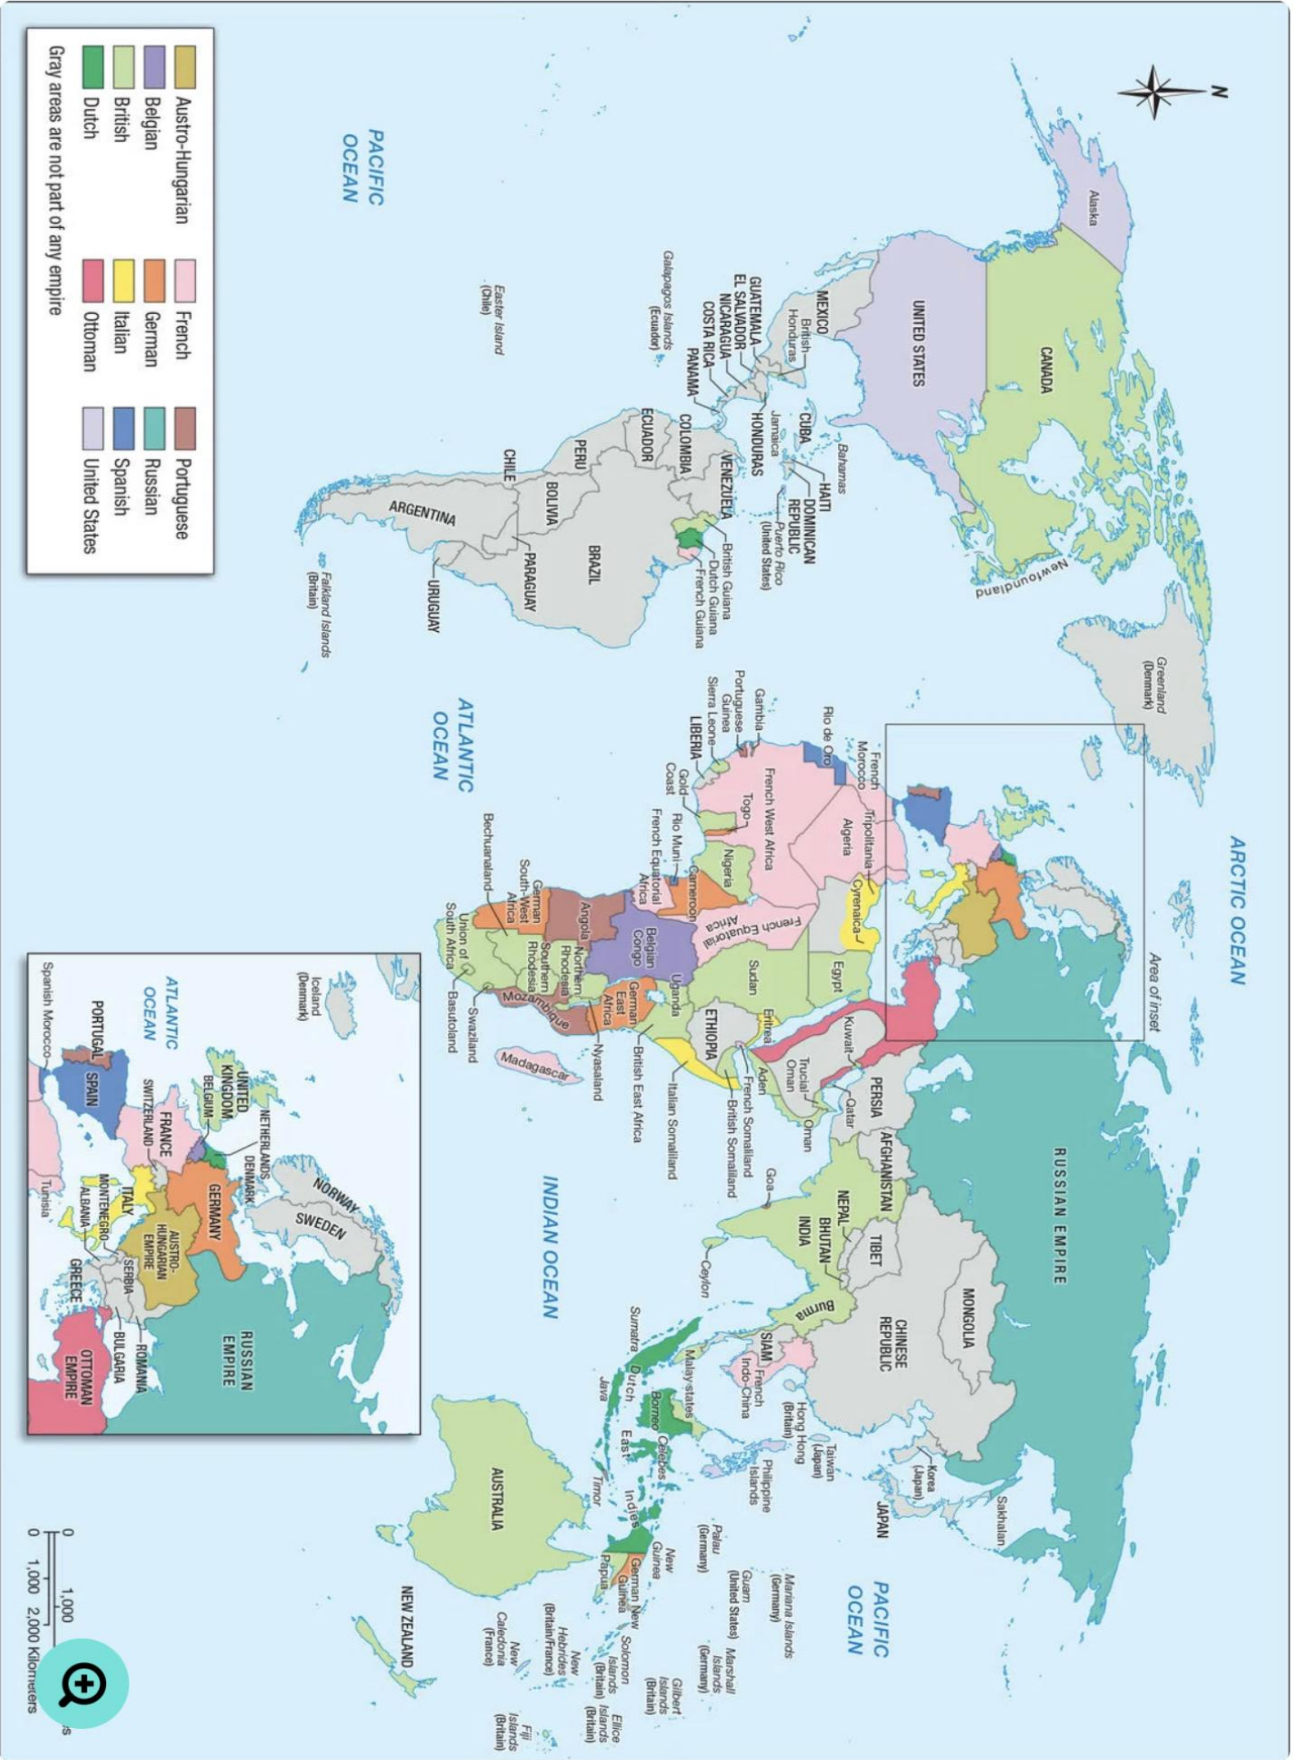 N
ARCTIC OCEAN
Alaska
CANADA
Newfoundland
Greenland
(Denmark)
Area of inset
UNITED STATES
PACIFIC
OCEAN
MEXICO
British
Honduras
GUATEMALA
EL SALVADOR
NICARAGUA
COSTA RICA
PANAMA
HONDURAS
Jamaica
CUBA
Bahamas
HAITI
DOMINICAN
REPUBLIC
Puerto Rico
(United States)
Galapagos Islands
(Ecuador)
Easter Island
(Chile)
VENEZUELA
COLOMBIA
ECUADOR
PERU
BOLIVIA
CHILE
BRAZIL
PARAGUAY
URUGUAY
ARGENTINA
British Guiana
Dutch Guiana
French Guiana
Falkland Islands
(Britain)
ATLANTIC
OCEAN
French
Morocco
Rio de Oro
Algeria
Tripolitania
Cyrenaica
Egypt
French West Africa
Gambia
Portuguese
Guinea
Sierra Leone
LIBERIA
Gold
Coast
Togo
Nigeria
Cameroon
Rio Muni
French Equatorial
Africa
French Equatorial
Africa
Sudan
Eritrea
ETHIOPIA
Uganda
Belgian
Congo
Angola
German
East
Africa
Northern
Rhodesia
Southern
Rhodesia
German
South-West
Africa
Bechuanaland
Union of
South Africa
Basutoland
Swaziland
Mozambique
Nyasaland
Madagascar
British East Africa
Italian Somaliland
British Somaliland
French Somaliland
Aden
Kuwait
Trucial
Oman
Oman
Qatar
PERSIA
AFGHANISTAN
RUSSIAN EMPIRE
MONGOLIA
CHINESE
REPUBLIC
TIBET
NEPAL
BHUTAN
INDIA
Goa
Ceylon
Burma
SIAM
French
Indo-China
Malay states
Hong Hong
(Britain)
Taiwan
(Japan)
Korea
(Japan)
JAPAN
Sakhalan
Philippine
Islands
INDIAN OCEAN
Sumatra
Dutch
East
Indies
Java
Borneo
Celebes
Timor
New
Guinea
German New
Guinea
Papua
AUSTRALIA
NEW ZEALAND
PACIFIC
OCEAN
Palau
(Germany)
Guam
(United States)
Mariana Islands
(Germany)
Marshall
Islands
(Germany)
Gilbert
Islands
(Britain)
Solomon
Islands
(Britain)
Ellice
Islands
(Britain)
New
Hebrides
(Britain/France)
New
Caledonia
(France)
Fiji
Islands
(Britain)
Austro-Hungarian
Belgian
British
Dutch
French
German
Italian
Ottoman
Portuguese
Russian
Spanish
United States
Gray areas are not part of any empire
Iceland
(Denmark)
ATLANTIC
OCEAN
NORWAY
SWEDEN
DENMARK
NETHERLANDS
UNITED
KINGDOM
BELGIUM
GERMANY
FRANCE
SWITZERLAND
PORTUGAL
SPAIN
Spanish Morocco
Tunisia
ITALY
MONTENEGRO
ALBANIA
AUSTRO-
HUNGARIAN
EMPIRE
SERBIA
GREECE
ROMANIA
BULGARIA
RUSSIAN
EMPIRE
OTTOMAN
EMPIRE
0 1,000
0 1,000 2,000 Kilometers